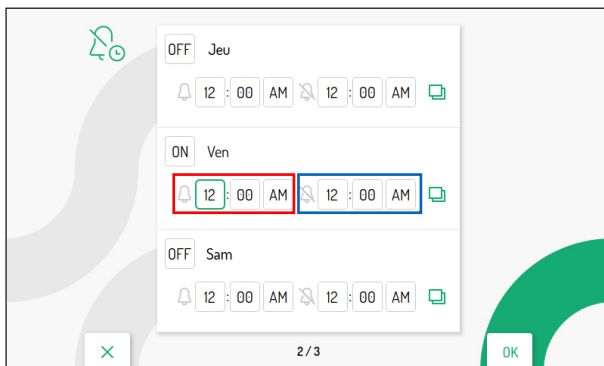 OFF Jeu
12 : 00 AM 12 : 00 AM
ON Ven
12 : 00 AM 12 : 00 AM
OFF Sam
12 : 00 AM 12 : 00 AM
2/3
OK